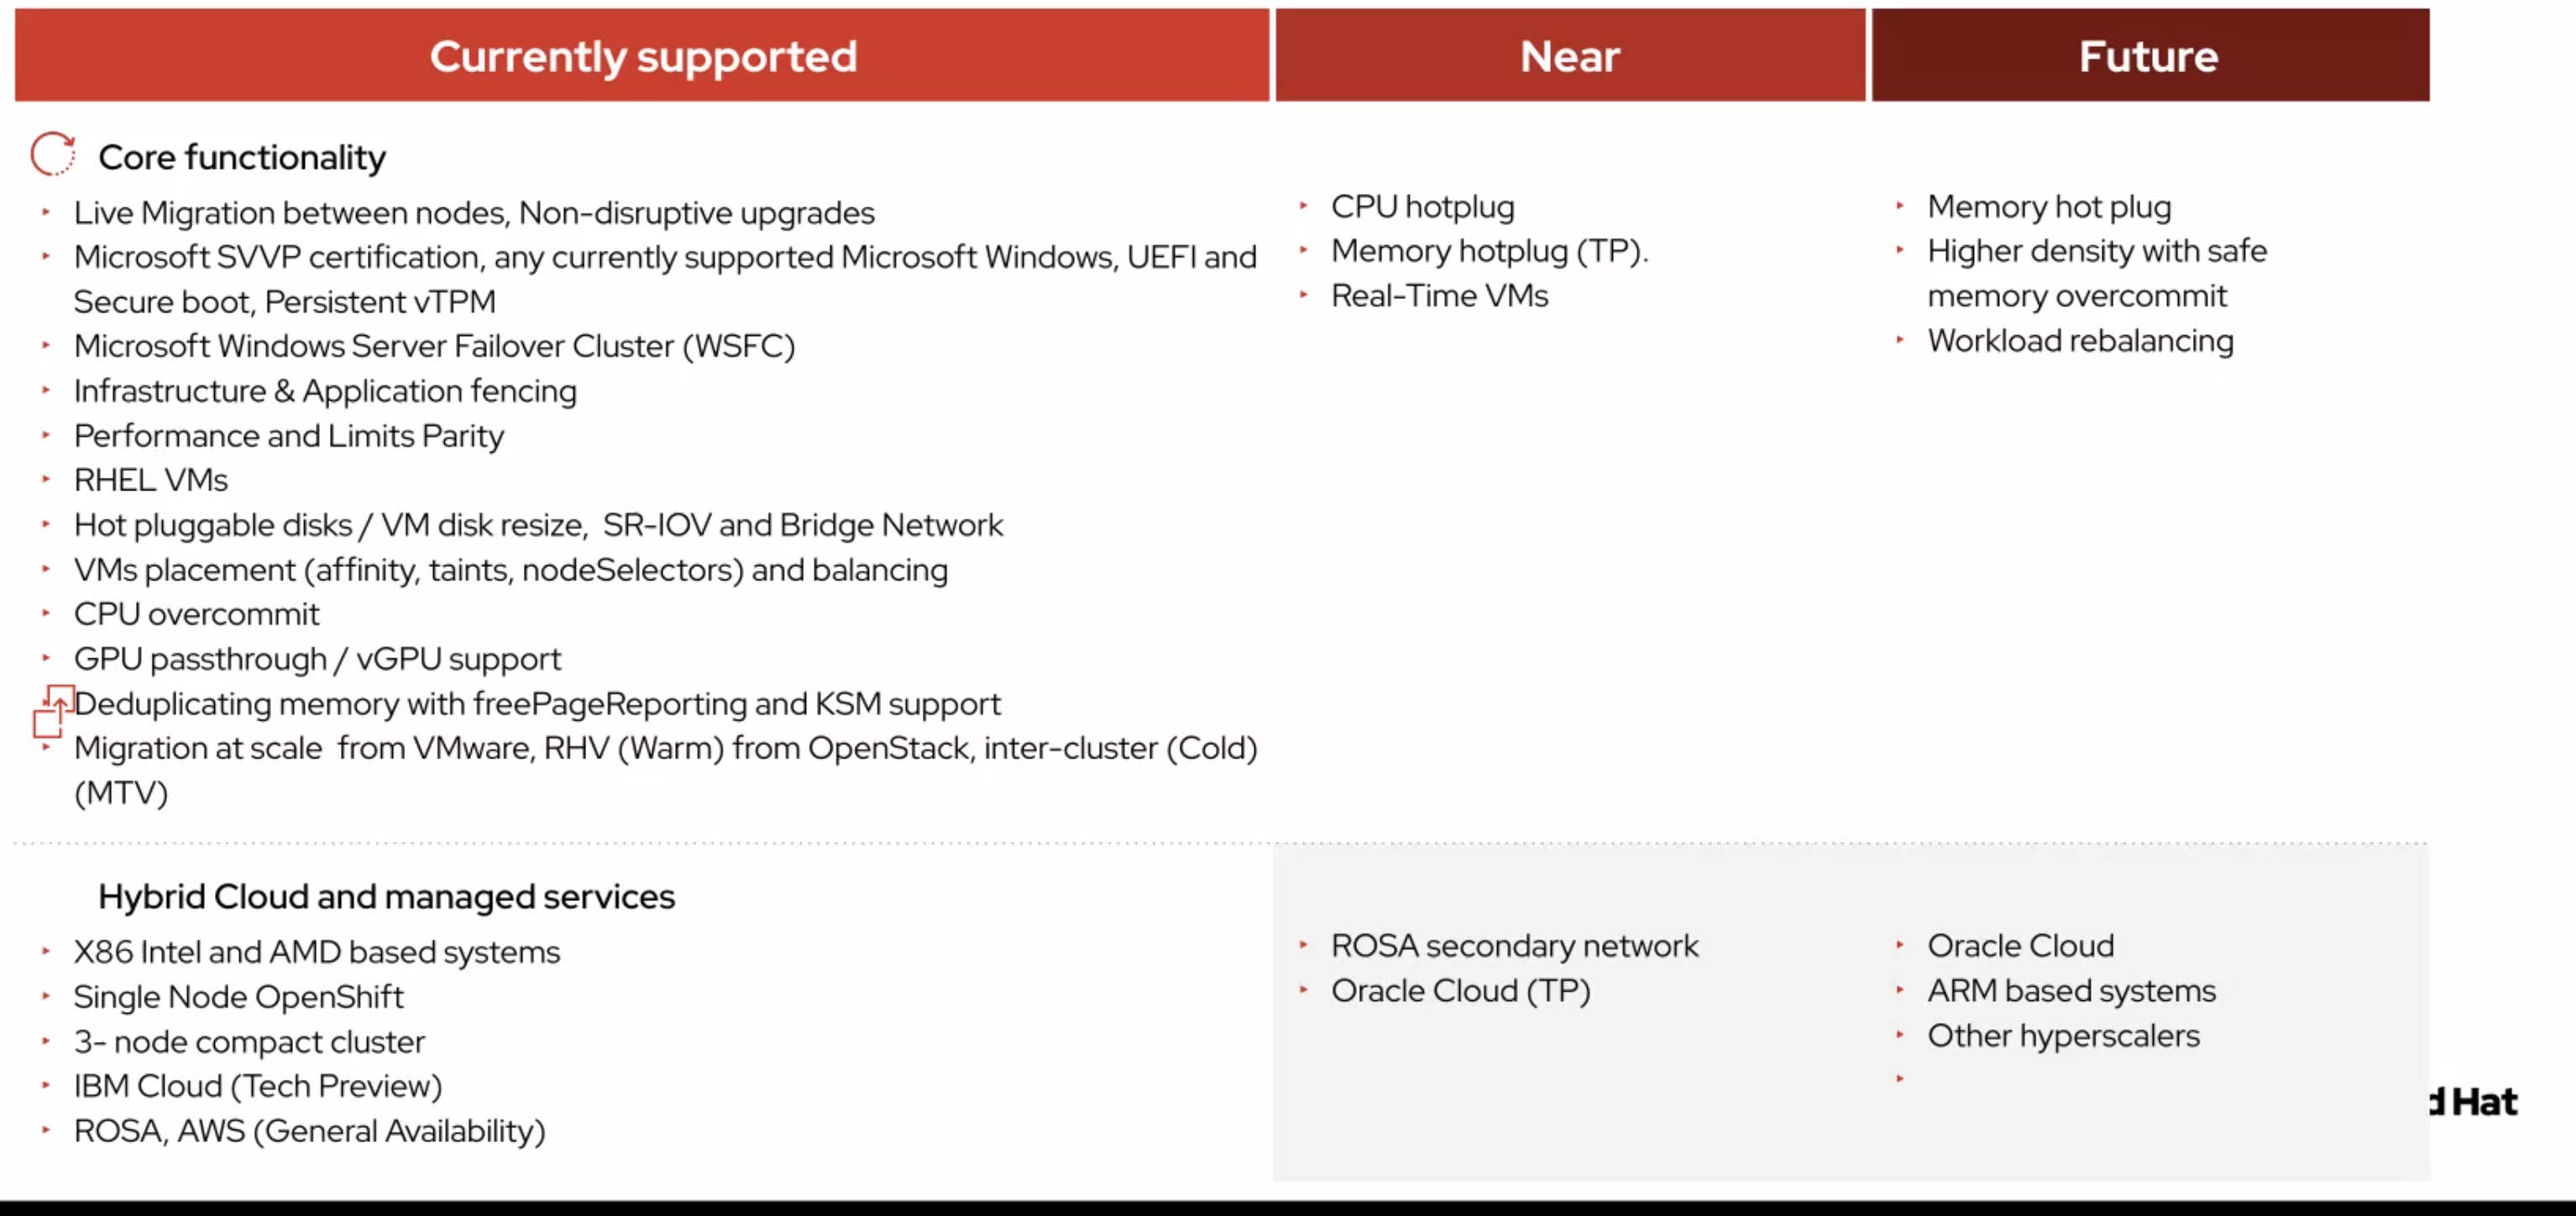 Currently supported
Near
Future
Core functionality
Live Migration between nodes, Non-disruptive upgrades
Microsoft SVVP certification, any currently supported Microsoft Windows, UEFI and
Secure boot, Persistent vTPM
Microsoft Windows Server Failover Cluster (WSFC)
Infrastructure & Application fencing
Performance and Limits Parity
RHEL VMs
Hot pluggable disks / VM disk resize, SR-IOV and Bridge Network
VMs placement (affinity, taints, nodeSelectors) and balancing
CPU overcommit
GPU passthrough / vGPU support
Deduplicating memory with freePageReporting and KSM support
Migration at scale from VMware, RHV (Warm) from OpenStack, inter-cluster (Cold)
(MTV)
CPU hotplug
Memory hotplug (TP).
Real-Time VMs
Memory hot plug
Higher density with safe
memory overcommit
Workload rebalancing
Hybrid Cloud and managed services
X86 Intel and AMD based systems
Single Node OpenShift
3- node compact cluster
IBM Cloud (Tech Preview)
ROSA, AWS (General Availability)
ROSA secondary network
Oracle Cloud (TP)
Oracle Cloud
ARM based systems
Other hyperscalers
d Hat